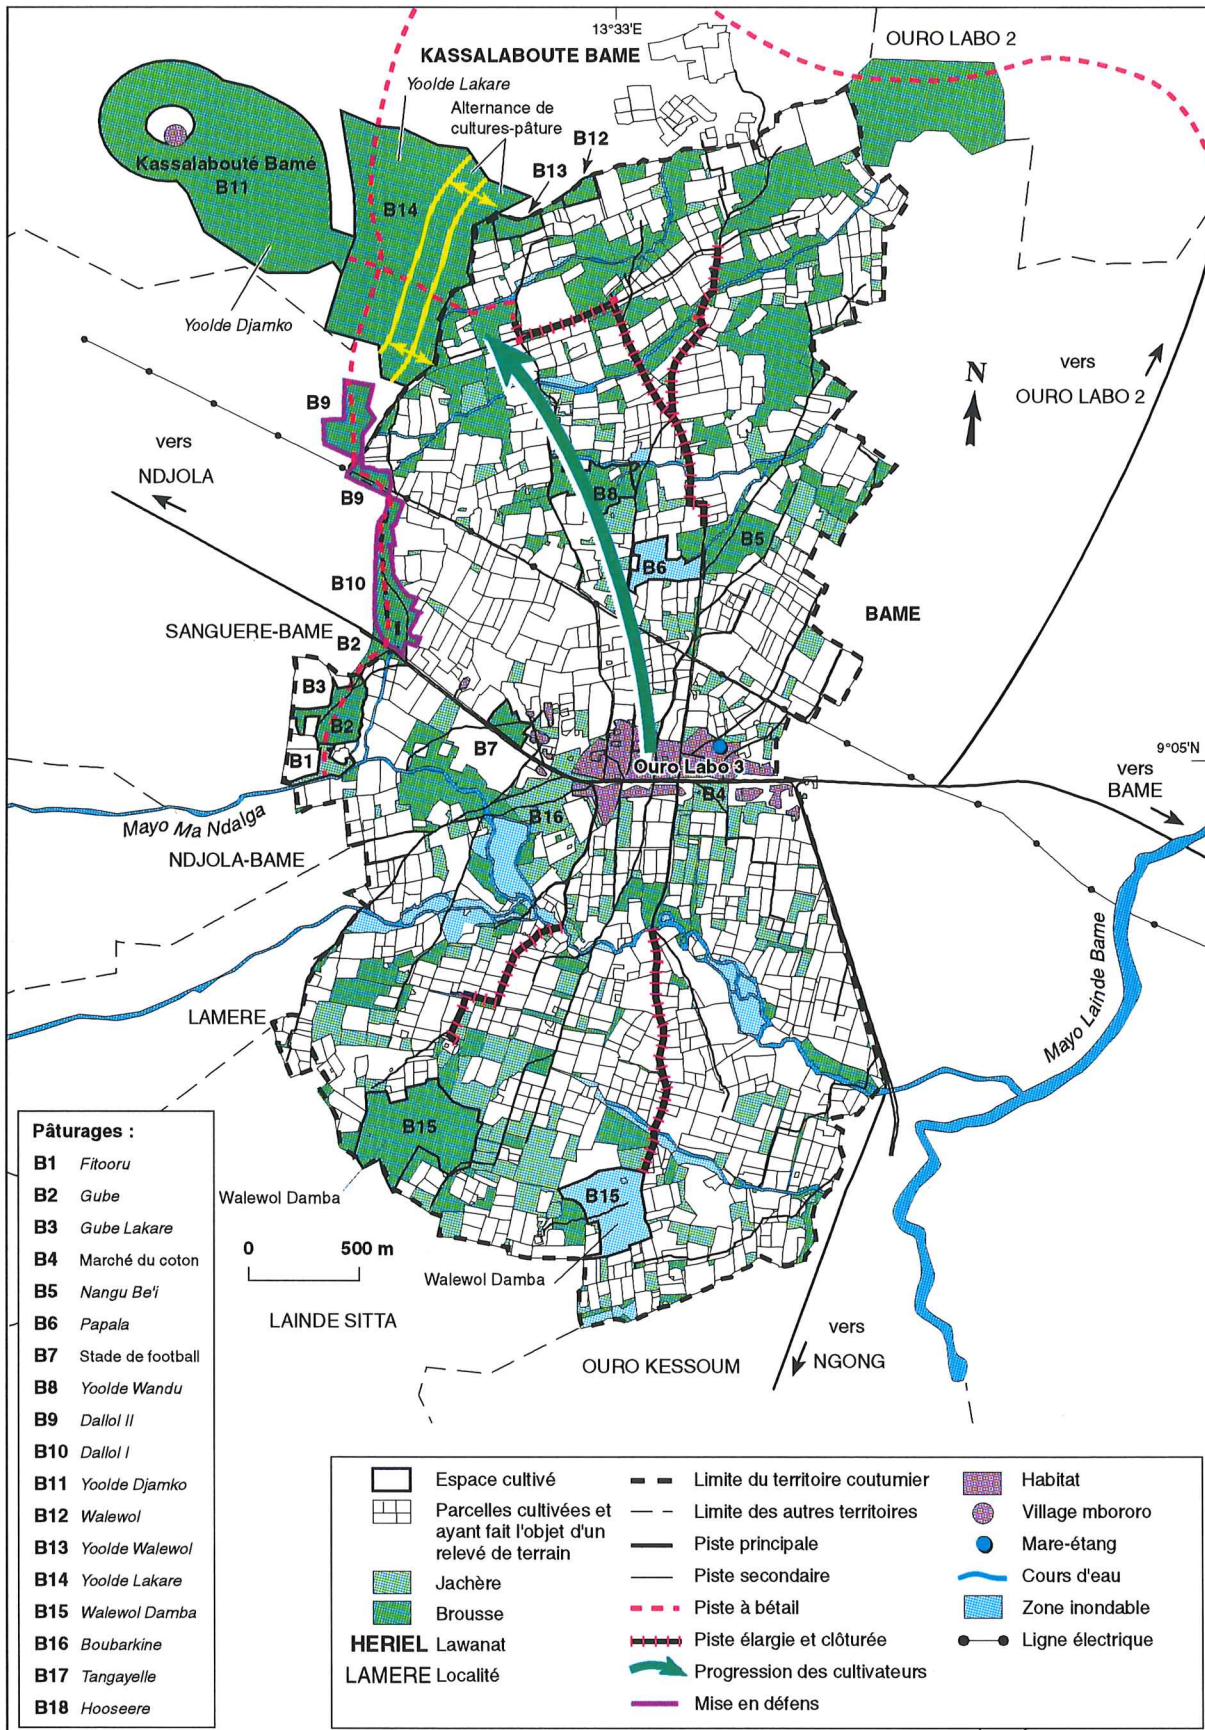 13°33'E
OURO LABO 2
KASSALABOUTE BAME
Yoolde Lakare
Alternance de
cultures-pâture
B12
B13
Kassalabouté Bamé
B11
B14
Yoolde Djamko
N
vers
OURO LABO 2
B9
vers
NDJOLA
B9
B8
B5
B6
B10
BAME
SANGUERE-BAME
B2
B3
B2
B7
B1
Ouro Labo 3
9°05'N
vers
BAME
B4
Mayo Ma Ndalga
B16
NDJOLA-BAME
Mayo Lainde Bame
LAMERE
B15
B15
Walewol Damba
0 500 m
Walewol Damba
LAINDE SITTA
vers
NGONG
OURO KESSOUM
Pâturages :
B1 Fitooru
B2 Gube
B3 Gube Lakare
B4 Marché du coton
B5 Nangu Be'i
B6 Papala
B7 Stade de football
B8 Yoolde Wandu
B9 Dallol II
B10 Dallol I
B11 Yoolde Djamko
B12 Walewol
B13 Yoolde Walewol
B14 Yoolde Lakare
B15 Walewol Damba
B16 Boubarkine
B17 Tangayelle
B18 Hooseere
Espace cultivé
Parcelles cultivées et
ayant fait l'objet d'un
relevé de terrain
Jachère
Brousse
HERIEL Lawanat
LAMERE Localité
Limite du territoire coutumier
Limite des autres territoires
Piste principale
Piste secondaire
Piste à bétail
Piste élargie et clôturée
Progression des cultivateurs
Mise en défens
Habitat
Village mbororo
Mare-étang
Cours d'eau
Zone inondable
Ligne électrique